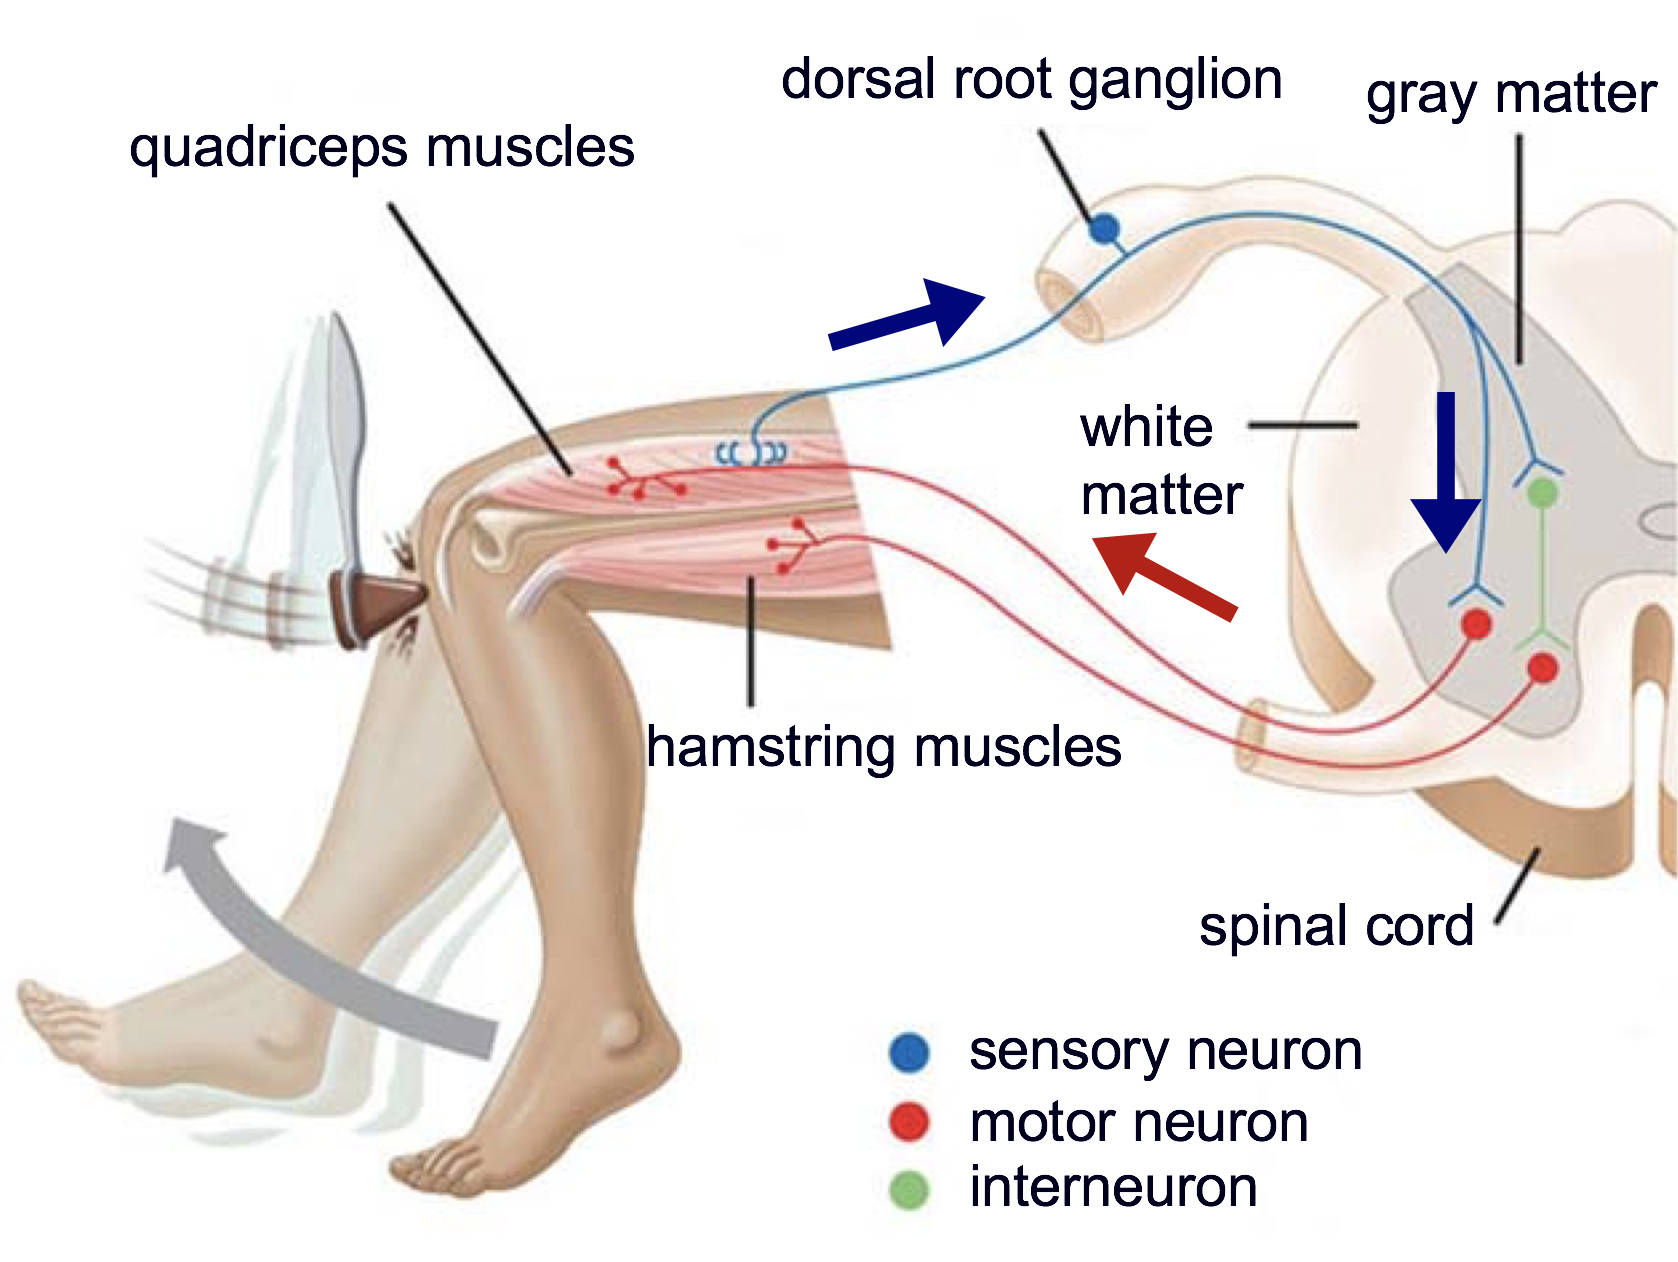 dorsal root ganglion
gray matter
quadriceps muscles
white
matter
hamstring muscles
spinal cord
sensory neuron
motor neuron
interneuron